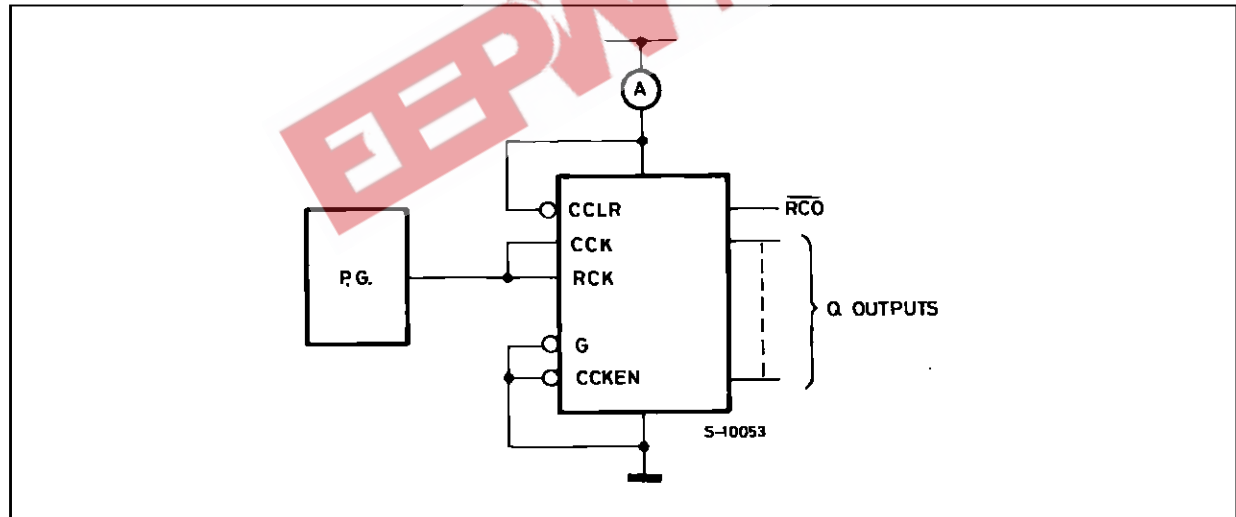 EEPW
A
CCLR
RCO
CCK
P.G.
RCK
Q OUTPUTS
G
CCKEN
S-10053